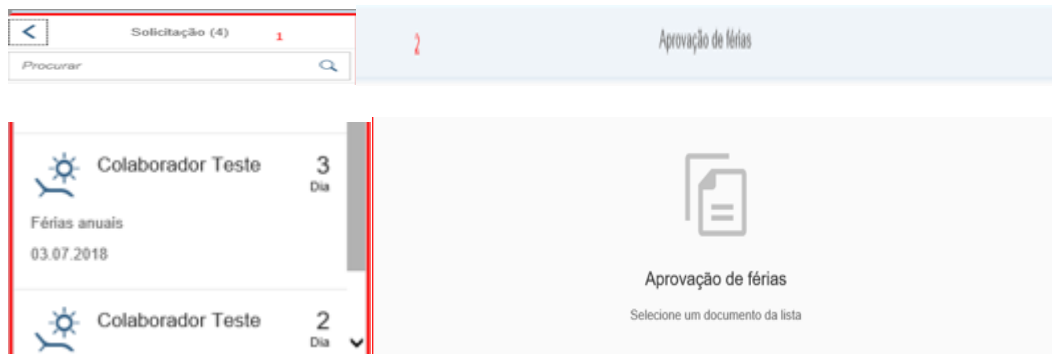 Solicitação (4)
1
Procurar
2
Aprovação de férias
Colaborador Teste
3
Dia
Férias anuais
03.07.2018
Colaborador Teste
2
Dia
Aprovação de férias
Selecione um documento da lista